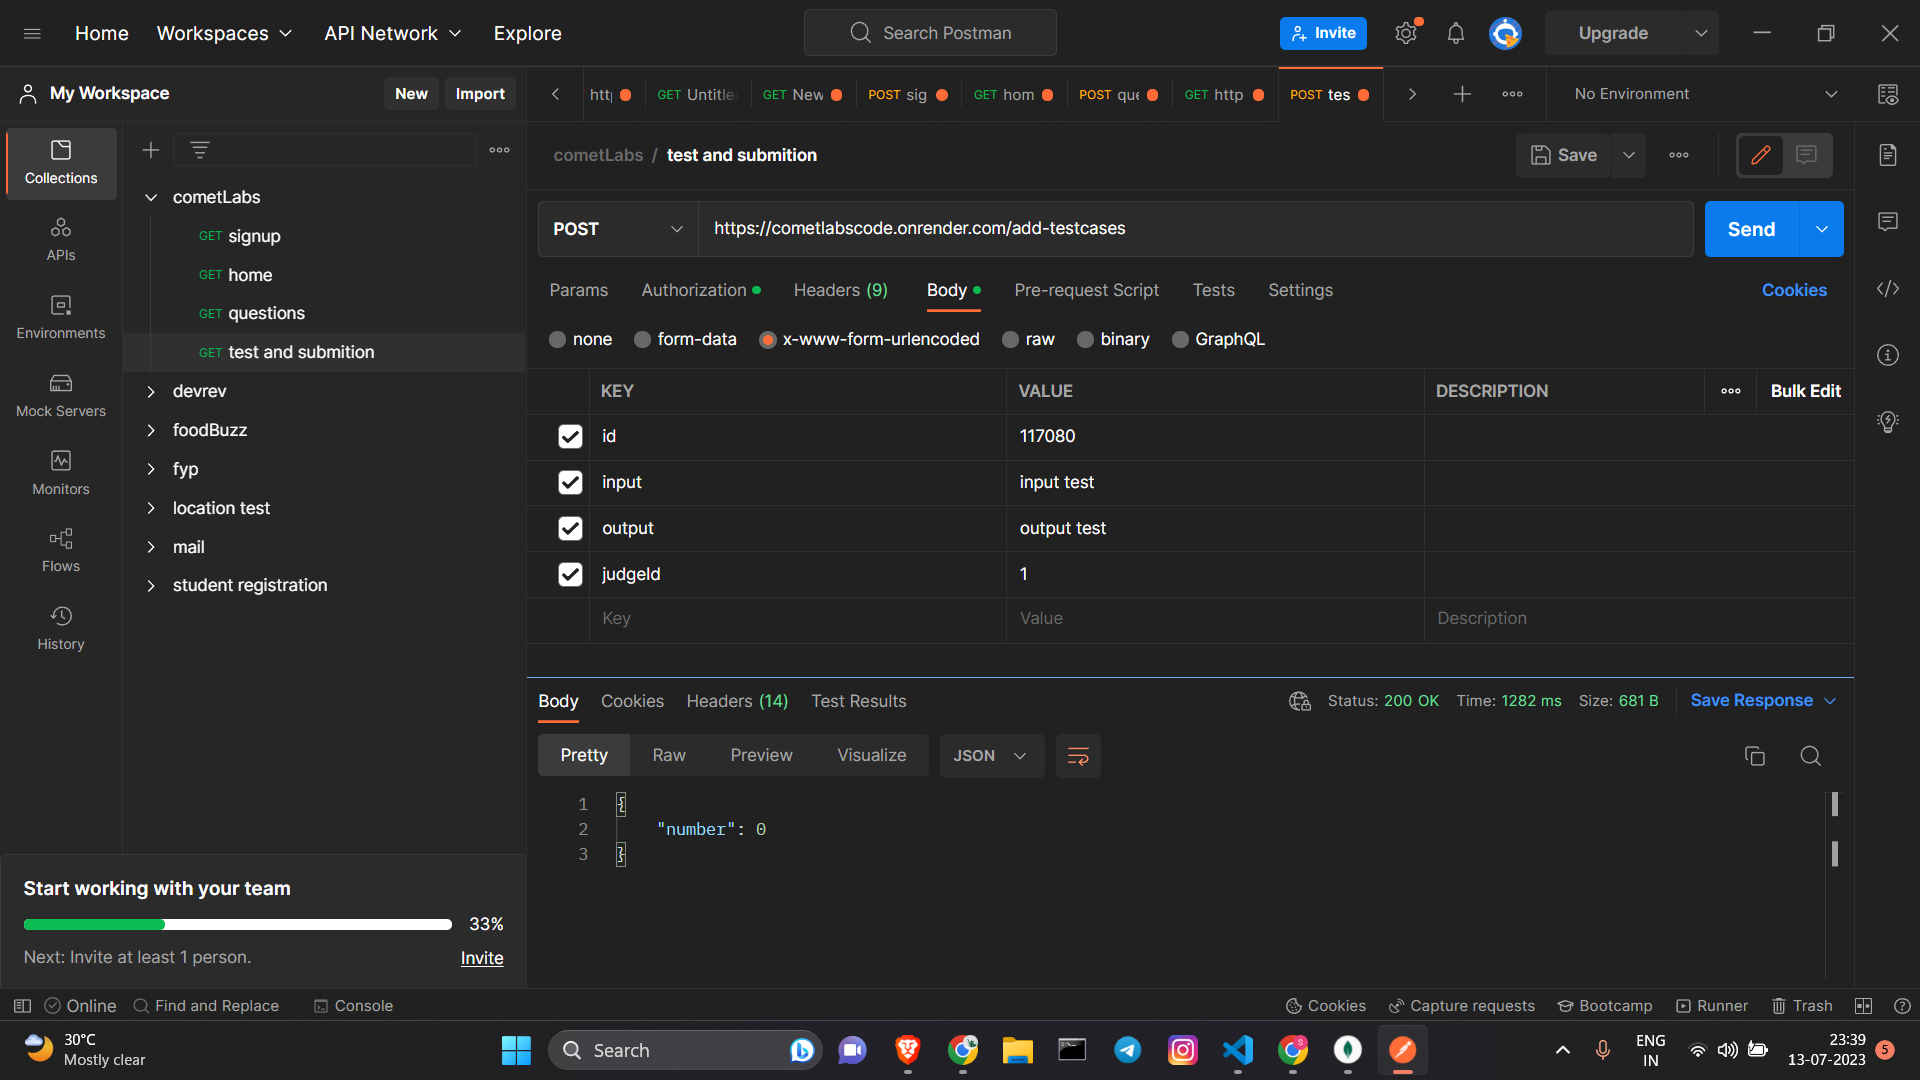 Home
Workspaces
API Network
Explore
Search Postman
Invite
Upgrade
My Workspace
New
Import
GET Untitle
GET New
POST sig
GET hom
POST que
GET http
POST tes
No Environment
Collections
APIs
Environments
Mock Servers
Monitors
Flows
History
cometLabs
GET signup
GET home
GET questions
GET test and submition
devrev
foodBuzz
fyp
location test
mail
student registration
Start working with your team
33%
Next: Invite at least 1 person.
Invite
cometLabs / test and submition
Save
POST
https://cometlabscode.onrender.com/add-testcases
Send
Params
Authorization
Headers (9)
Body
Pre-request Script
Tests
Settings
Cookies
none
form-data
x-www-form-urlencoded
raw
binary
GraphQL
KEY
VALUE
DESCRIPTION
Bulk Edit
id
117080
input
input test
output
output test
judgeId
1
Key
Value
Description
Body
Cookies
Headers (14)
Test Results
Status: 200 OK
Time: 1282 ms
Size: 681 B
Save Response
Pretty
Raw
Preview
Visualize
JSON
1 {
2 "number": 0
3 }
Online
Find and Replace
Console
Cookies
Capture requests
Bootcamp
Runner
Trash
30°C
Mostly clear
Search
ENG
IN
23:39
13-07-2023
5